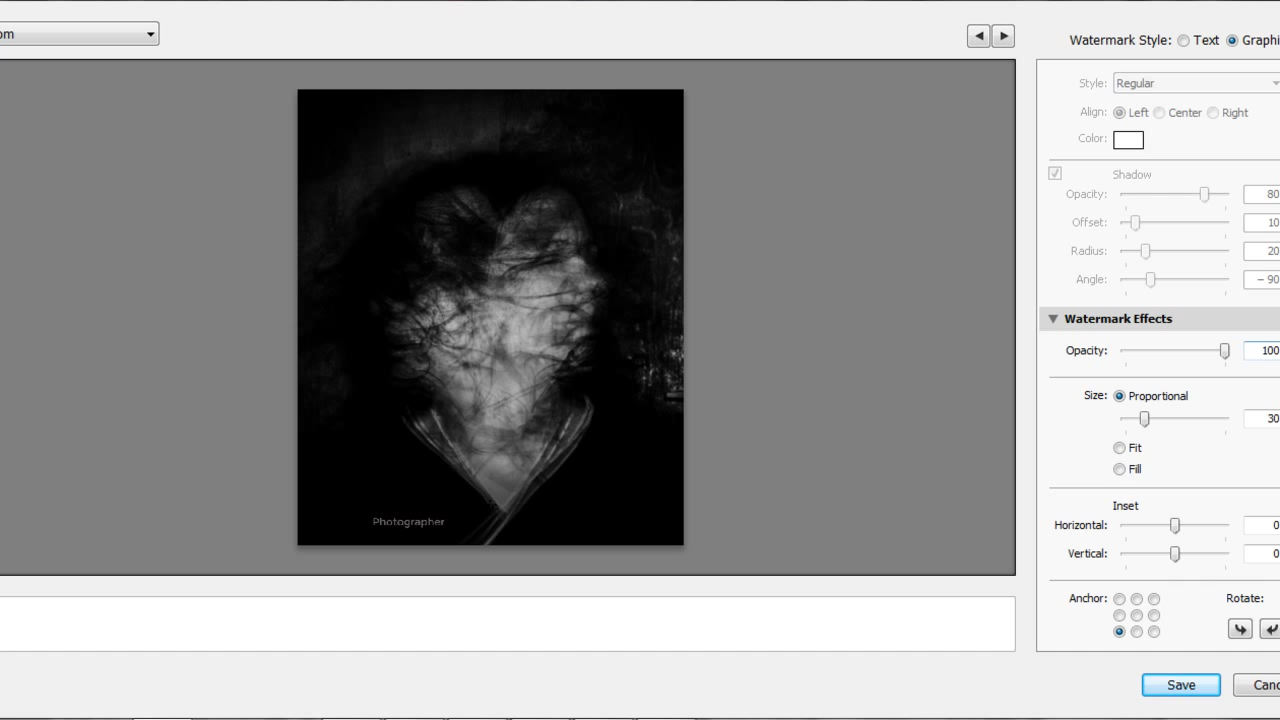 om
Watermark Style: Text Graphi
Style: Regular
Align: Left Center Right
Color:
Shadow
Opacity: 80
Offset: 10
Radius: 20
Angle: – 90
Watermark Effects
Opacity: 100
Size: Proportional
30
Fit
Fill
Inset
Horizontal: 0
Vertical: 0
Anchor: Rotate:
Photographer
Save Canc